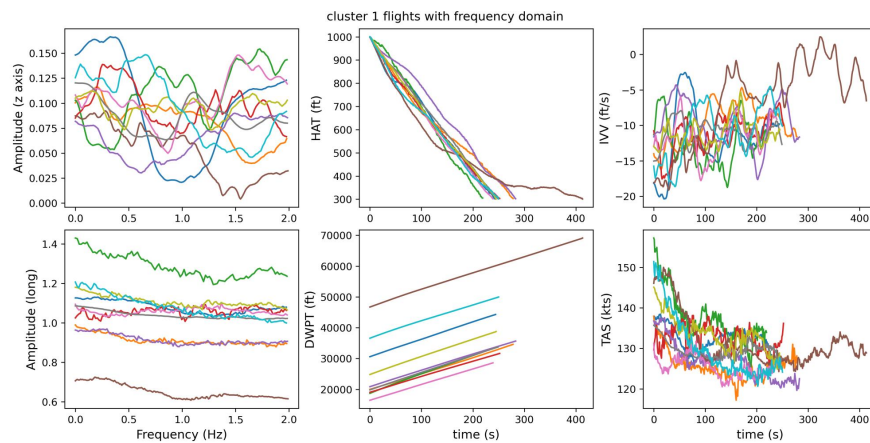 cluster 1 flights with frequency domain
Amplitude (z axis)
0.150
0.125
0.100
0.075
0.050
0.025
0.000
0.0 0.5 1.0 1.5 2.0
HAT (ft)
1000
900
800
700
600
500
400
300
0 100 200 300 400
IVV (ft/s)
0
−5
−10
−15
−20
0 100 200 300 400
Amplitude (long)
1.4
1.2
1.0
0.8
0.6
0.0 0.5 1.0 1.5 2.0
Frequency (Hz)
DWPT (ft)
70000
60000
50000
40000
30000
20000
0 100 200 300 400
time (s)
TAS (kts)
150
140
130
120
0 100 200 300 400
time (s)